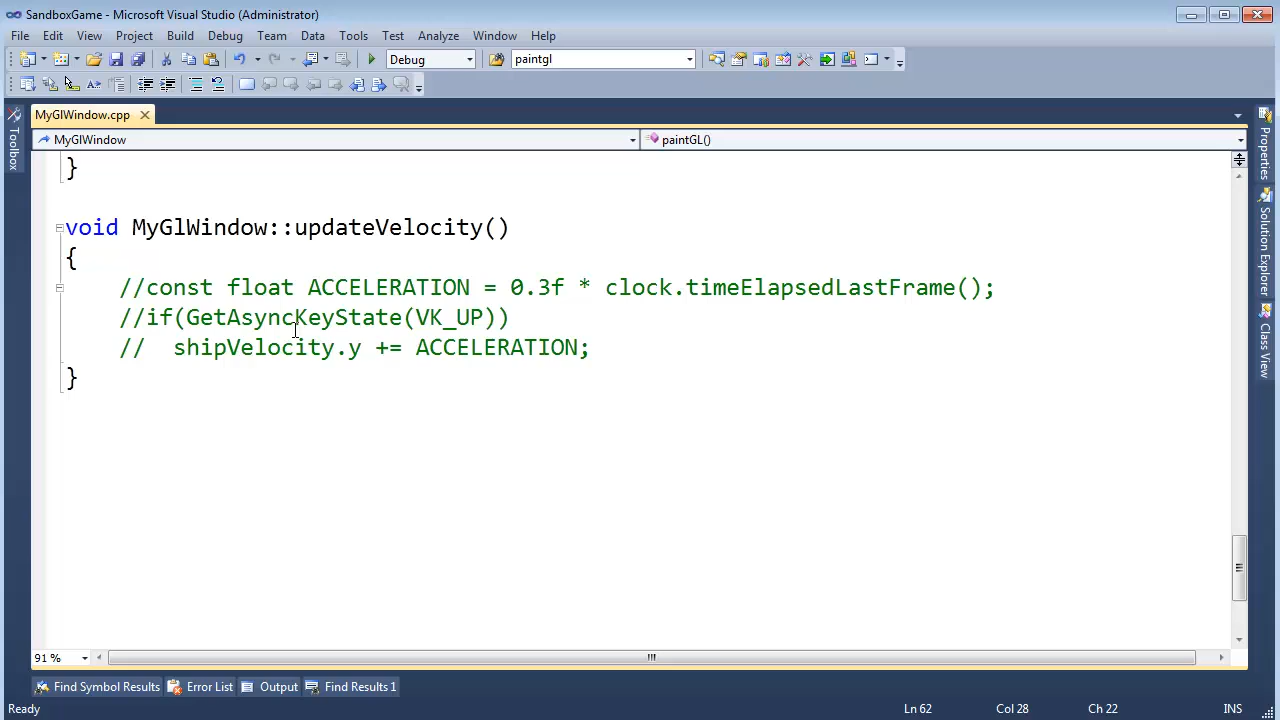 SandboxGame - Microsoft Visual Studio (Administrator)
File Edit View Project Build Debug Team Data Tools Test Analyze Window Help
Debug paintgl
MyGlWindow.cpp
MyGlWindow paintGL()
}
void MyGlWindow::updateVelocity()
{
//const float ACCELERATION = 0.3f * clock.timeElapsedLastFrame();
//if(GetAsyncKeyState(VK_UP))
// shipVelocity.y += ACCELERATION;
}
Toolbox
Properties
Solution Explorer
Class View
91 %
Find Symbol Results Error List Output Find Results 1
Ready Ln 62 Col 28 Ch 22 INS